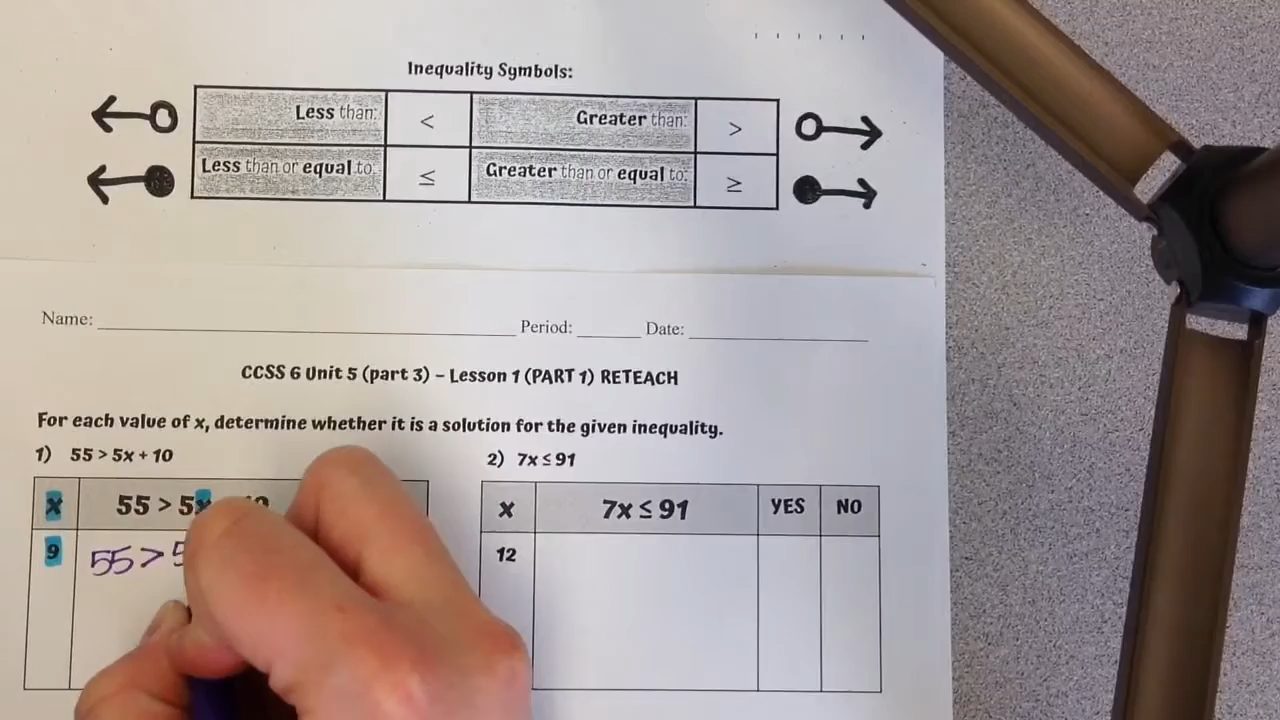 Inequality Symbols:
Less than: < Greater than: >
Less than or equal to: ≤ Greater than or equal to: ≥
Name: Period: Date:
CCSS 6 Unit 5 (part 3) – Lesson 1 (PART 1) RETEACH
For each value of x, determine whether it is a solution for the given inequality.
1) 55 > 5x + 10
2) 7x ≤ 91
x 55 > 5x
9 55 > 5
x 7x ≤ 91 YES NO
12